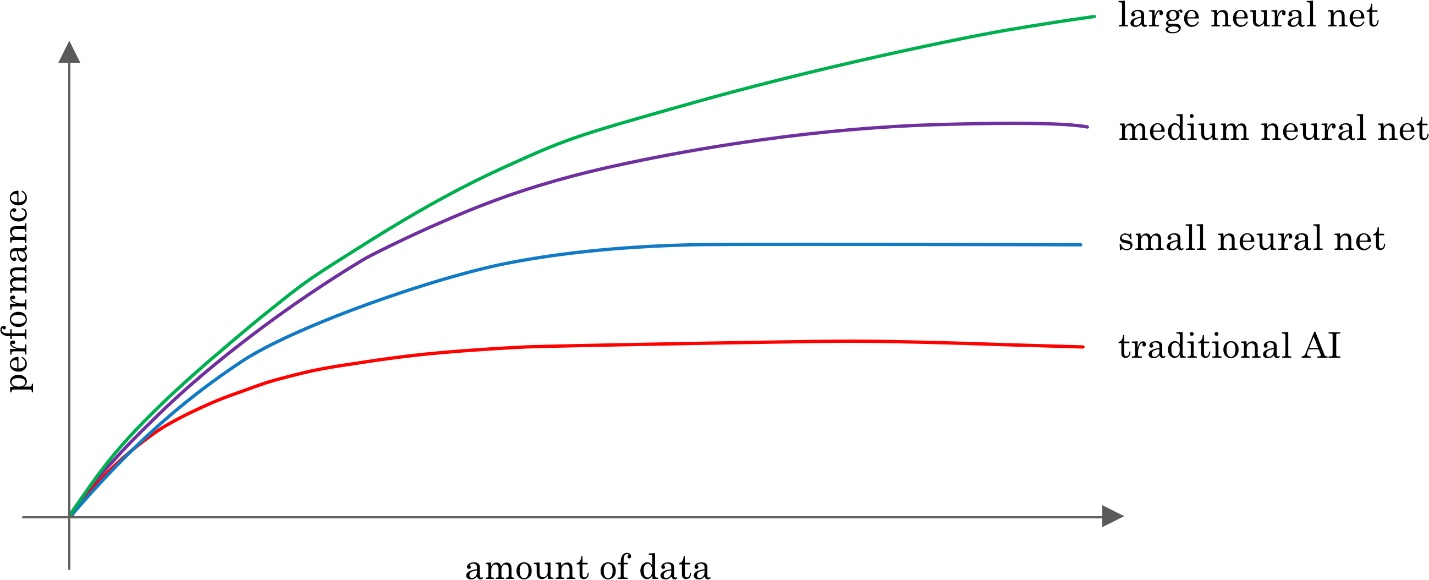 large neural net
medium neural net
small neural net
traditional AI
performance
amount of data